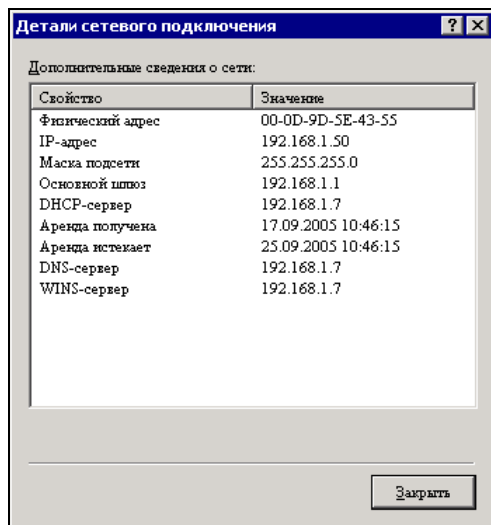 Детали сетевого подключения
Дополнительные сведения о сети:
Свойство Значение
Физический адрес 00-0D-9D-5E-43-55
IP-адрес 192.168.1.50
Маска подсети 255.255.255.0
Основной шлюз 192.168.1.1
DHCP-сервер 192.168.1.7
Аренда получена 17.09.2005 10:46:15
Аренда истекает 25.09.2005 10:46:15
DNS-сервер 192.168.1.7
WINS-сервер 192.168.1.7
Закрыть